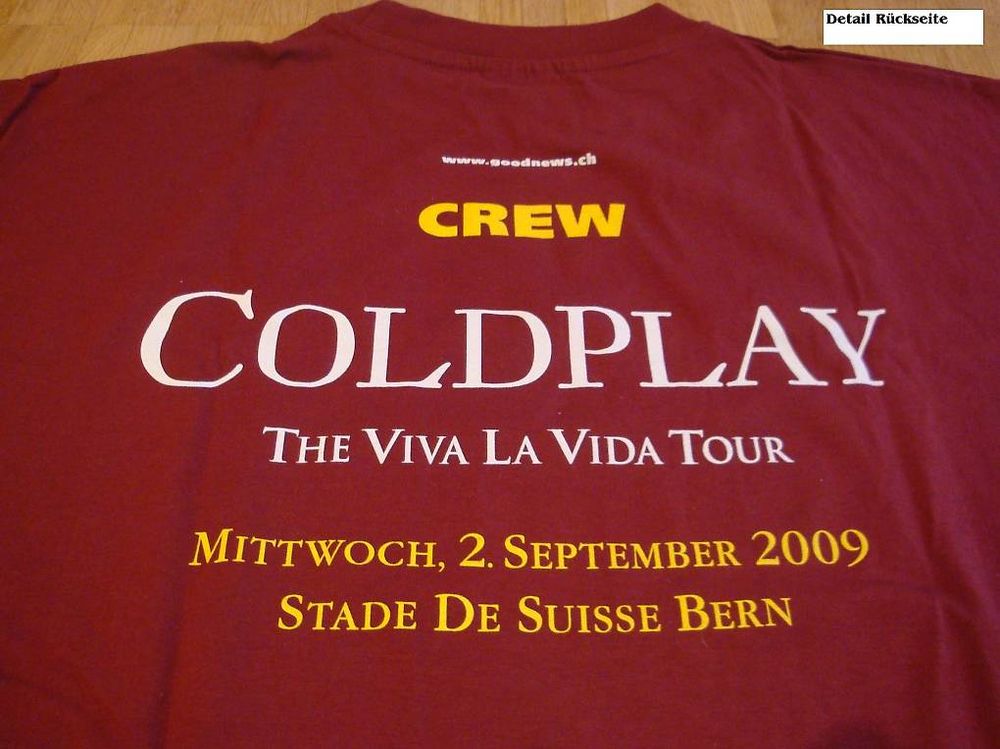 Detail Rückseite
www.goodnews.ch
CREW
COLDPLAY
THE VIVA LA VIDA TOUR
MITTWOCH, 2. SEPTEMBER 2009
STADE DE SUISSE BERN